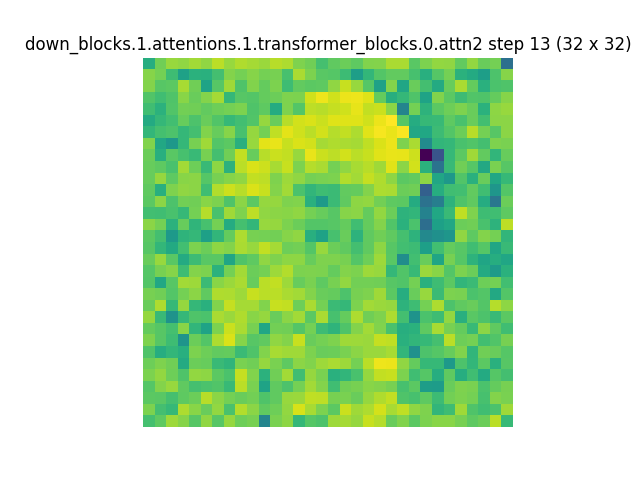 down_blocks.1.attentions.1.transformer_blocks.0.attn2 step 13 (32 x 32)